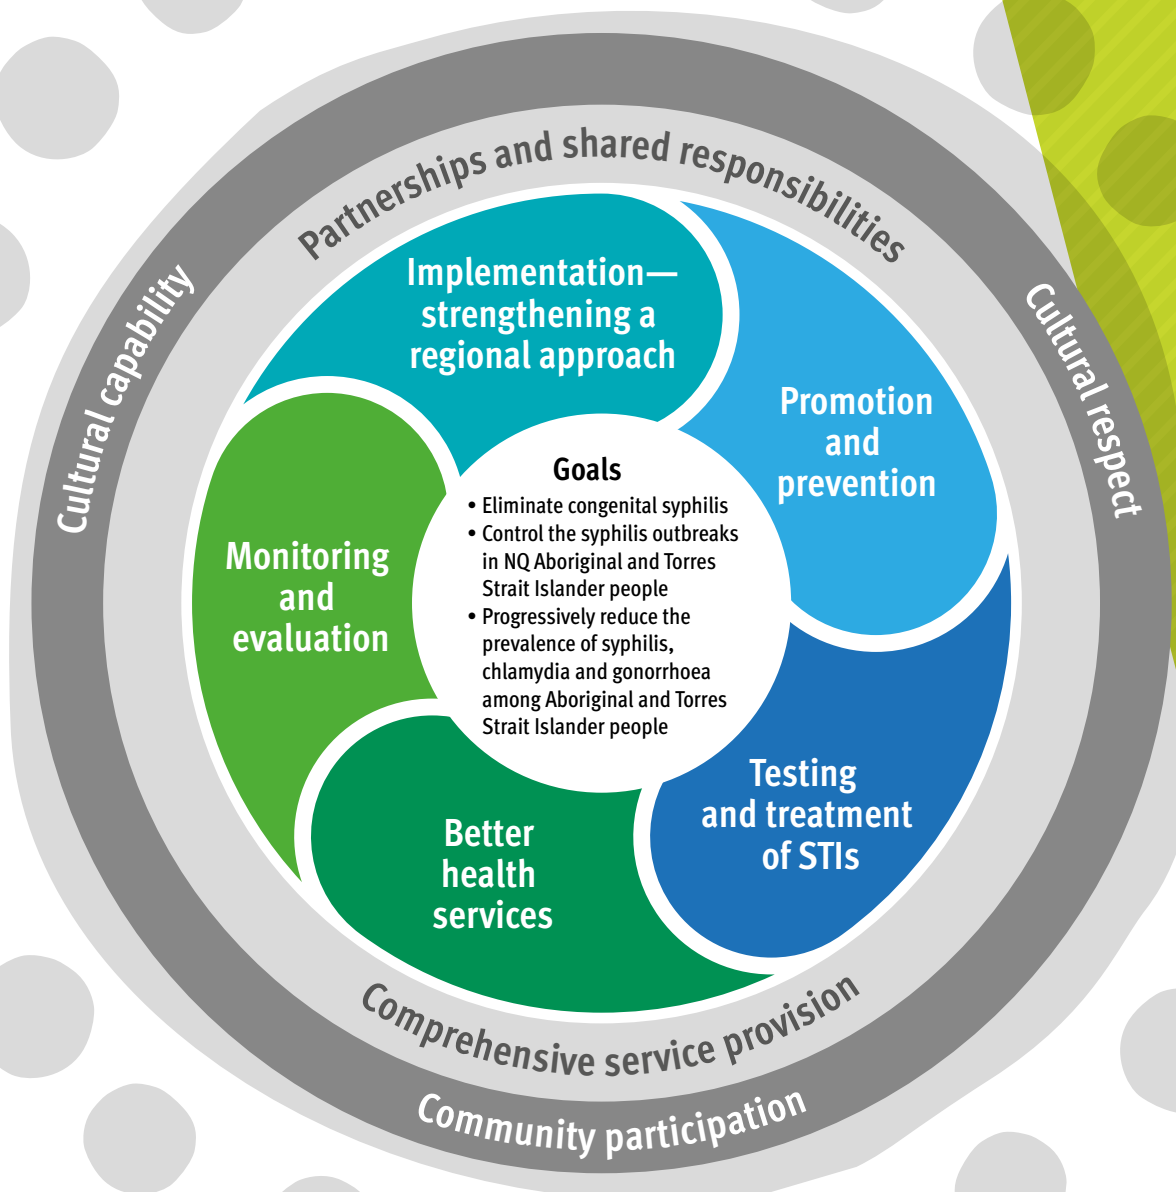 Partnerships and shared responsibilities
Cultural capability
Cultural respect
Implementation—
strengthening a
regional approach
Promotion
and
prevention
Goals
• Eliminate congenital syphilis
• Control the syphilis outbreaks
in NQ Aboriginal and Torres
Strait Islander people
• Progressively reduce the
prevalence of syphilis,
chlamydia and gonorrhoea
among Aboriginal and Torres
Strait Islander people
Monitoring
and
evaluation
Testing
and treatment
of STIs
Better
health
services
Comprehensive service provision
Community participation